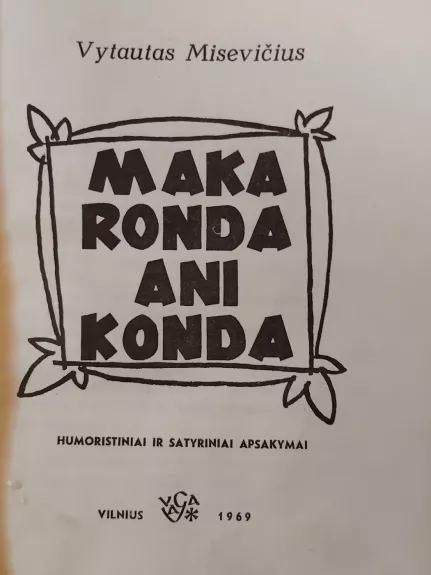 Vytautas Misevičius
MAKA
RONDA
ANI
KONDA
HUMORISTINIAI IR SATYRINIAI APSAKYMAI
VILNIUS VAGA 1969